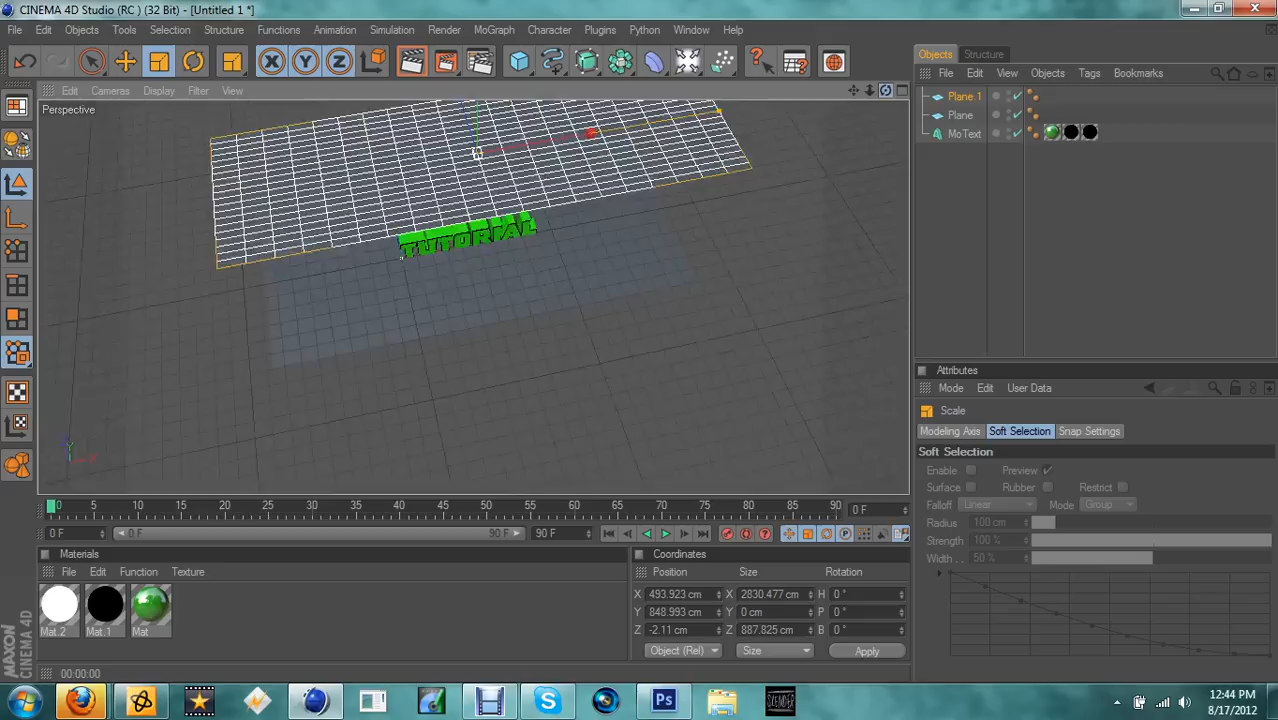 CINEMA 4D Studio (RC ) (32 Bit) - [Untitled 1 *]
File Edit Objects Tools Selection Structure Functions Animation Simulation Render MoGraph Character Plugins Python Window Help
X Y Z
Objects Structure
File Edit View Objects Tags Bookmarks
Edit Cameras Display Filter View
Perspective
Plane.1
Plane
MoText
TUTORIAL
Attributes
Mode Edit User Data
Scale
Modeling Axis Soft Selection Snap Settings
Soft Selection
Enable Preview
Surface Rubber Restrict
Falloff Linear Mode Group
Radius 100 cm
Strength 100 %
Width . . 50 %
0 5 10 15 20 25 30 35 40 45 50 55 60 65 70 75 80 85 90 0 F
0 F 0 F 90 F 90 F
Materials
File Edit Function Texture
Mat.2 Mat.1 Mat
Coordinates
Position Size Rotation
X 493.923 cm X 2830.477 cm H 0 °
Y 848.993 cm Y 0 cm P 0 °
Z -2.11 cm Z 887.825 cm B 0 °
Object (Rel) Size Apply
MAXON
CINEMA 4D
00:00:00
Ps
SLENDER
12:44 PM
8/17/2012